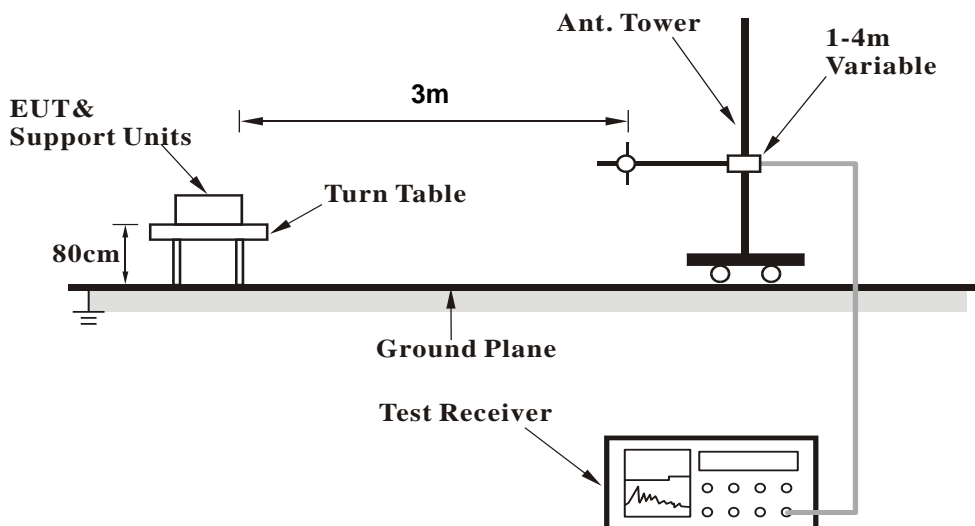 Ant. Tower
1-4m
Variable
3m
EUT&
Support Units
Turn Table
80cm
Ground Plane
Test Receiver